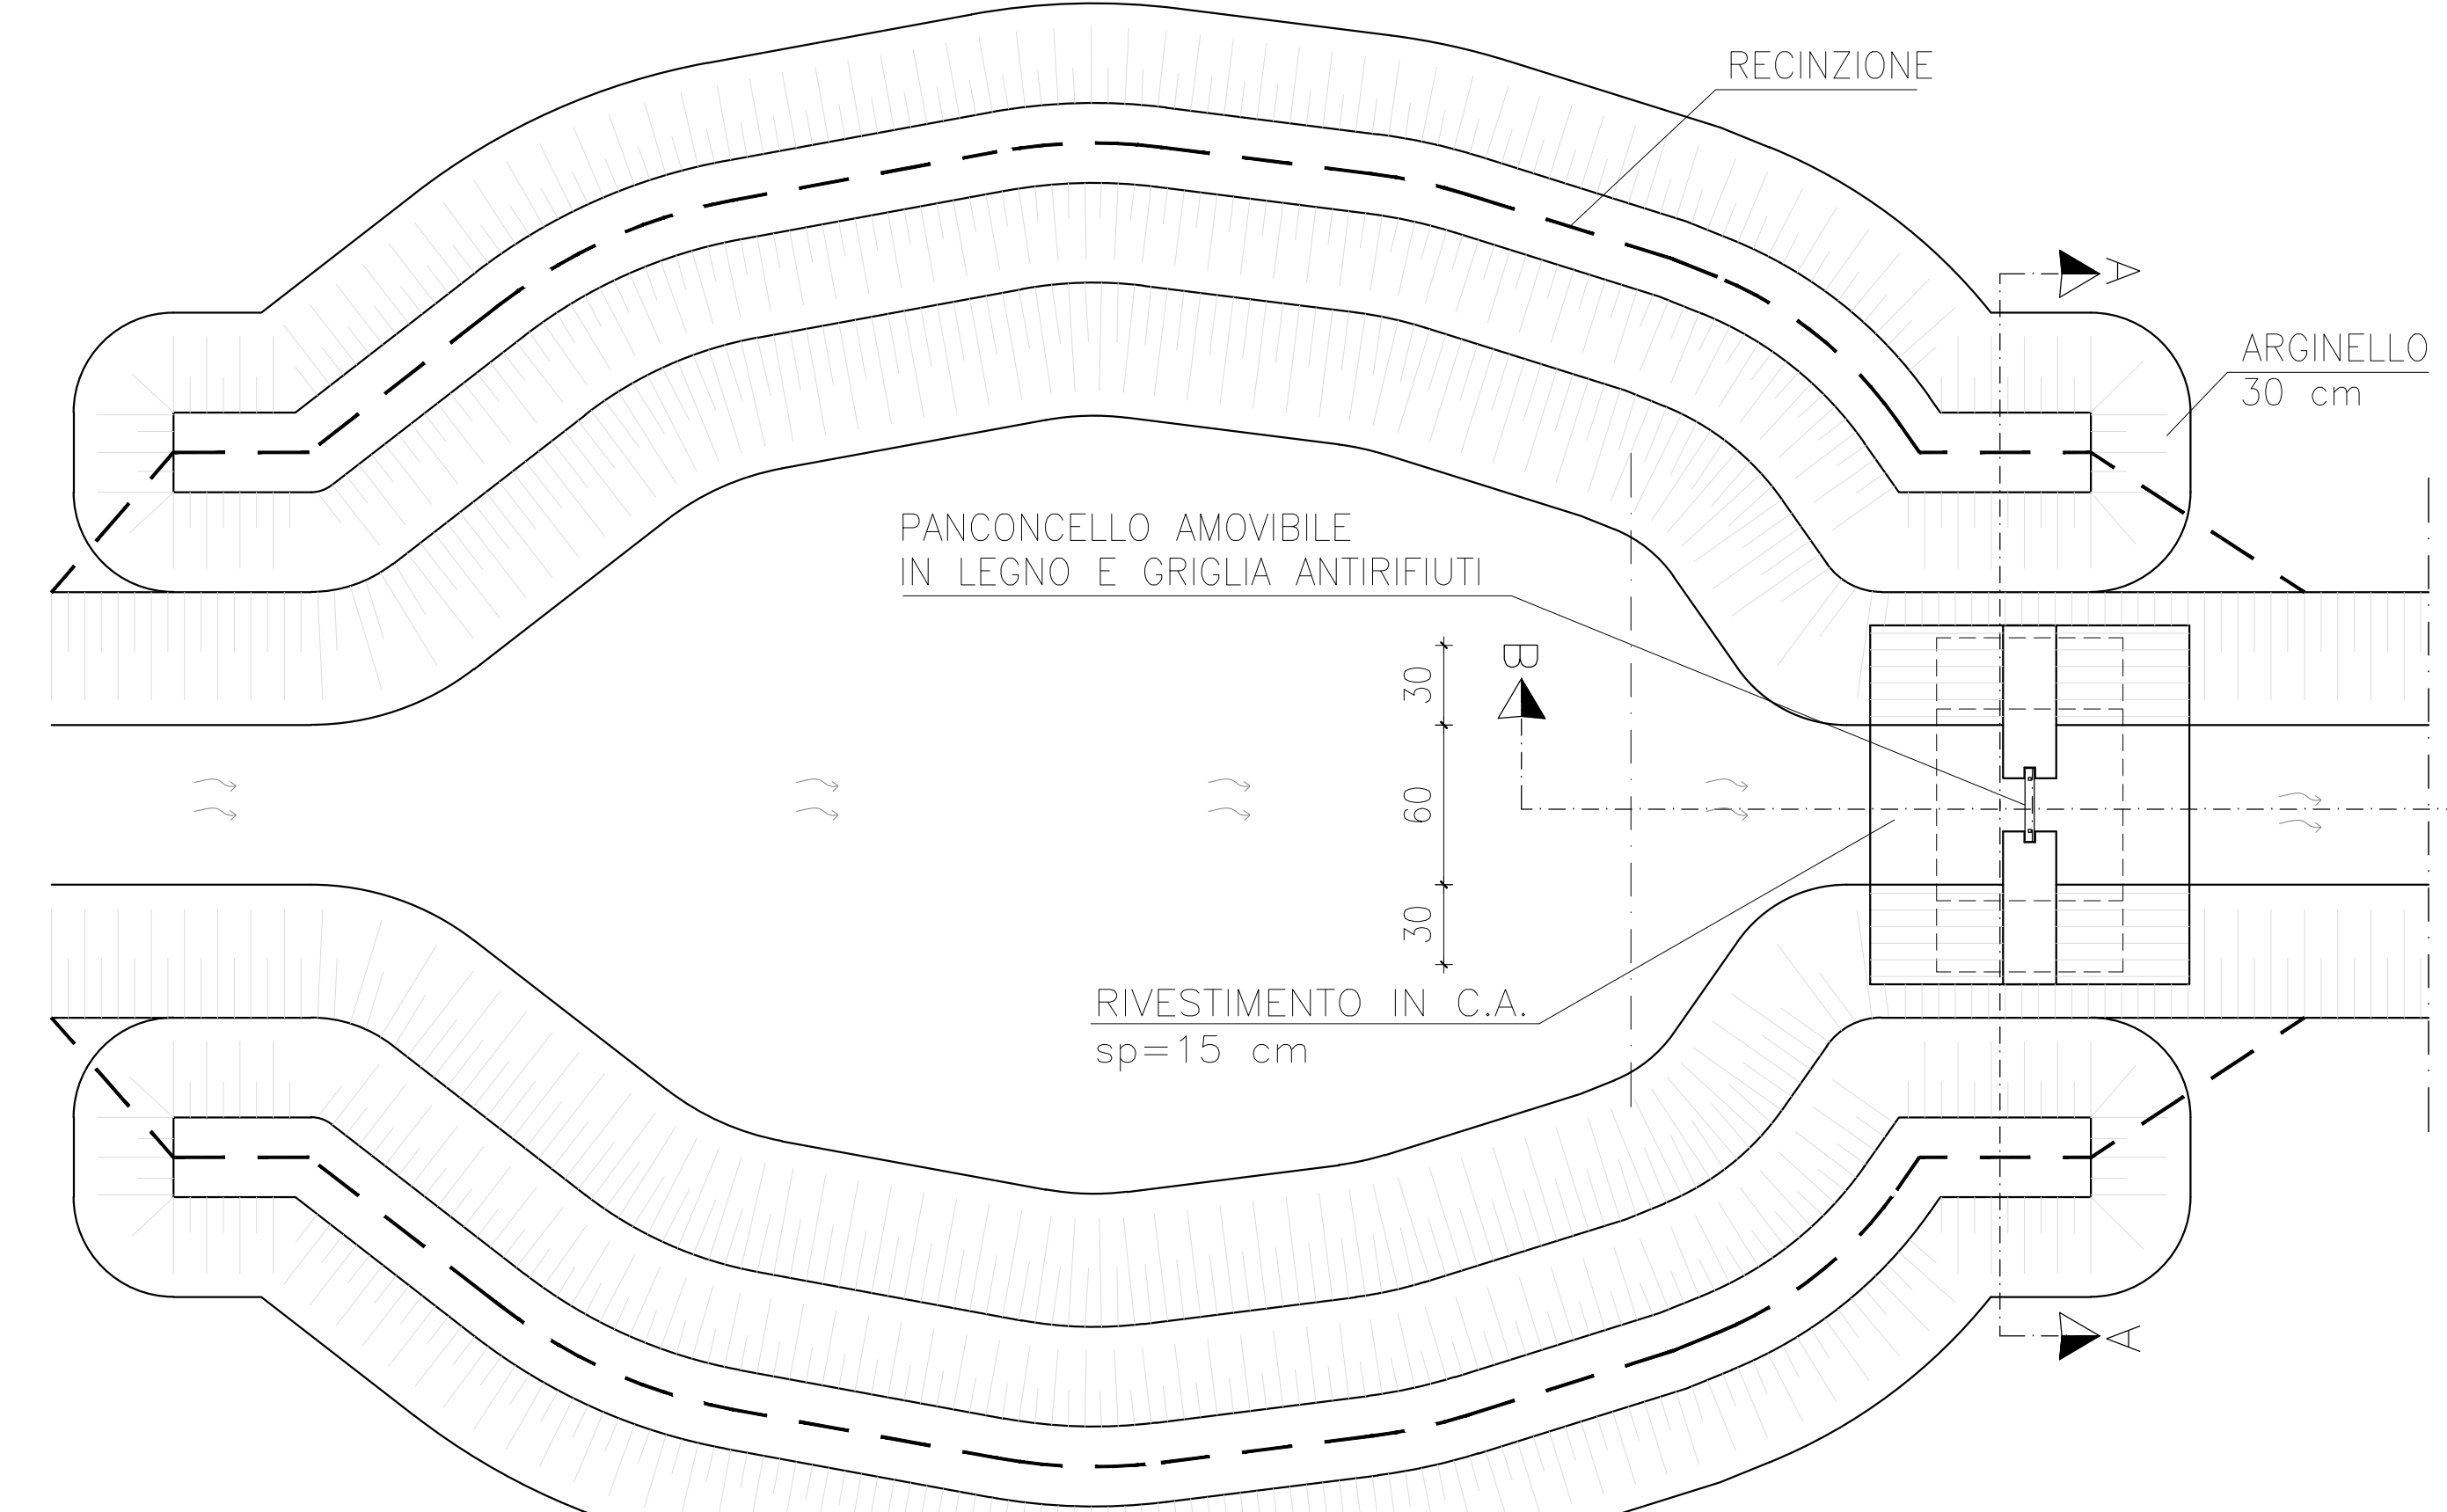 RECINZIONE
A
ARGINELLO
30 cm
PANCONCELLO AMOVIBILE
IN LEGNO E GRIGLIA ANTIRIFIUTI
B
30
60
30
RIVESTIMENTO IN C.A.
sp=15 cm
A